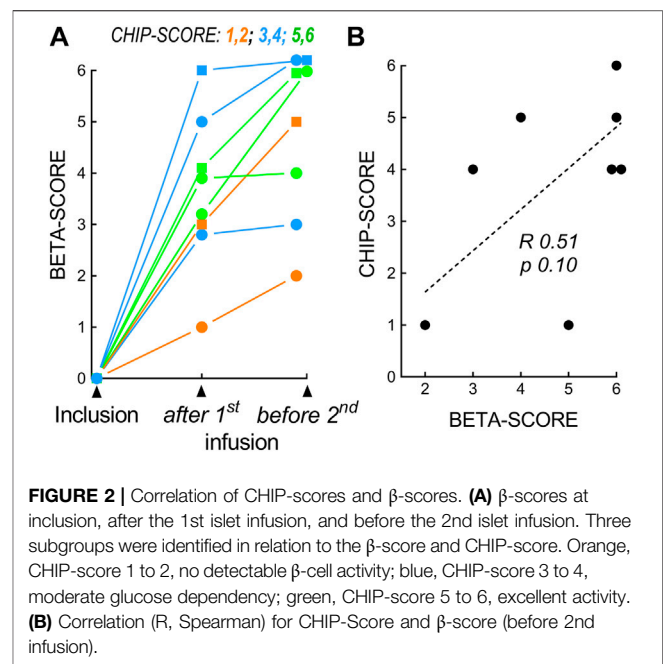 A
CHIP-SCORE: 1,2; 3,4; 5,6
BETA-SCORE
6
5
4
3
2
1
0
Inclusion after 1st before 2nd
infusion
B
CHIP-SCORE
6
5
4
3
2
1
0
2 3 4 5 6
BETA-SCORE
R 0.51
p 0.10
FIGURE 2 | Correlation of CHIP-scores and β-scores. (A) β-scores at
inclusion, after the 1st islet infusion, and before the 2nd islet infusion. Three
subgroups were identified in relation to the β-score and CHIP-score. Orange,
CHIP-score 1 to 2, no detectable β-cell activity; blue, CHIP-score 3 to 4,
moderate glucose dependency; green, CHIP-score 5 to 6, excellent activity.
(B) Correlation (R, Spearman) for CHIP-Score and β-score (before 2nd
infusion).